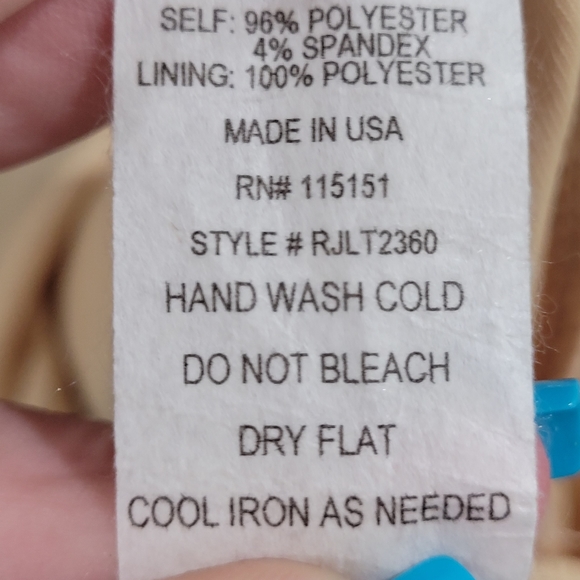 SELF: 96% POLYESTER
4% SPANDEX
LINING: 100% POLYESTER
MADE IN USA
RN# 115151
STYLE # RJLT2360
HAND WASH COLD
DO NOT BLEACH
DRY FLAT
COOL IRON AS NEEDED